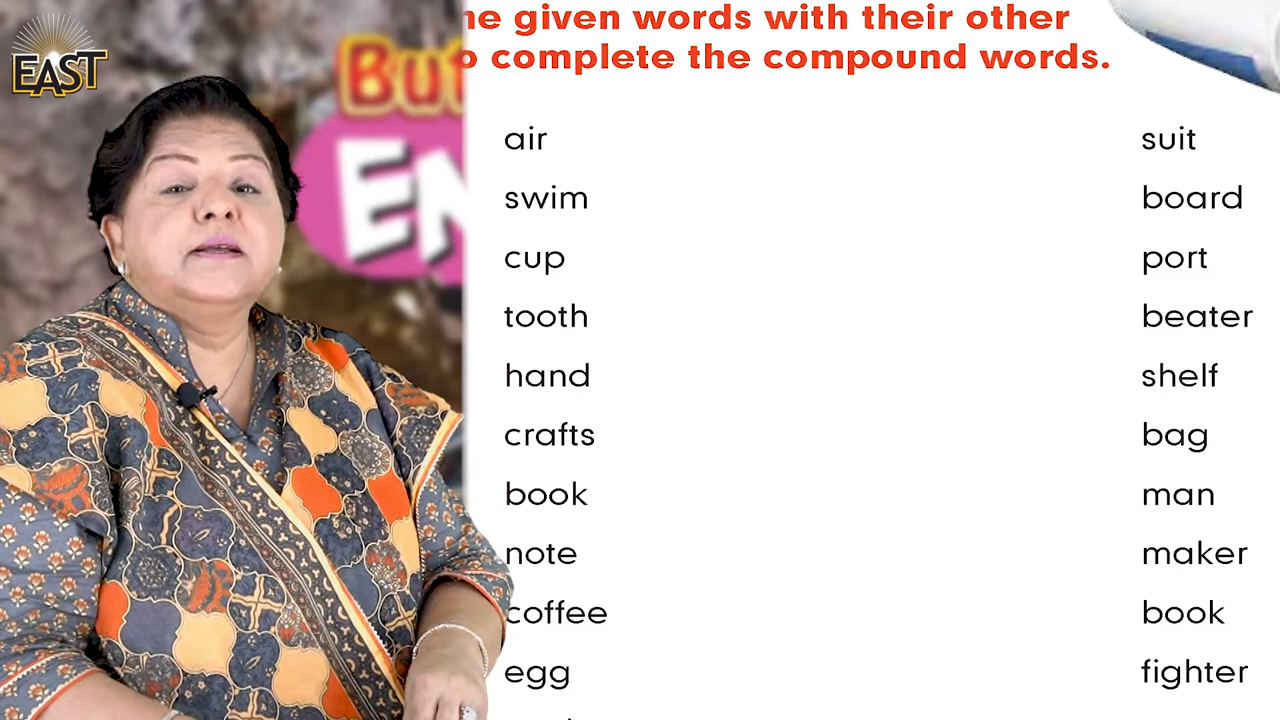 EAST
given words with their other
complete the compound words.
air suit
swim board
cup port
tooth beater
hand shelf
crafts bag
book man
note maker
coffee book
egg fighter